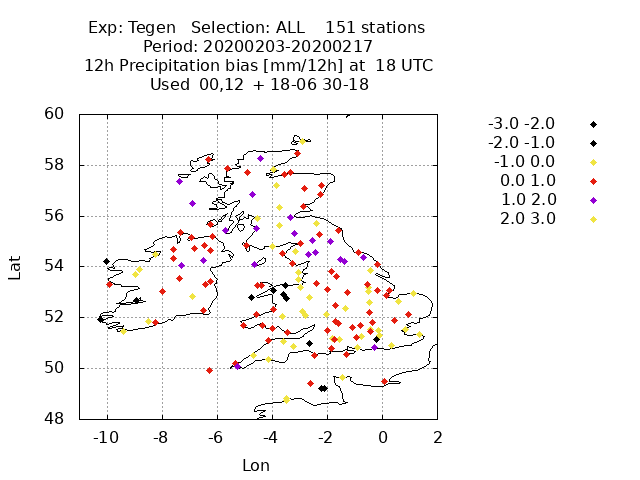 Exp: Tegen Selection: ALL 151 stations
Period: 20200203-20200217
12h Precipitation bias [mm/12h] at 18 UTC
Used 00,12 + 18-06 30-18
60
58
56
54
52
50
48
-10 -8 -6 -4 -2 0 2
Lat
Lon
-3.0 -2.0
-2.0 -1.0
-1.0 0.0
0.0 1.0
1.0 2.0
2.0 3.0